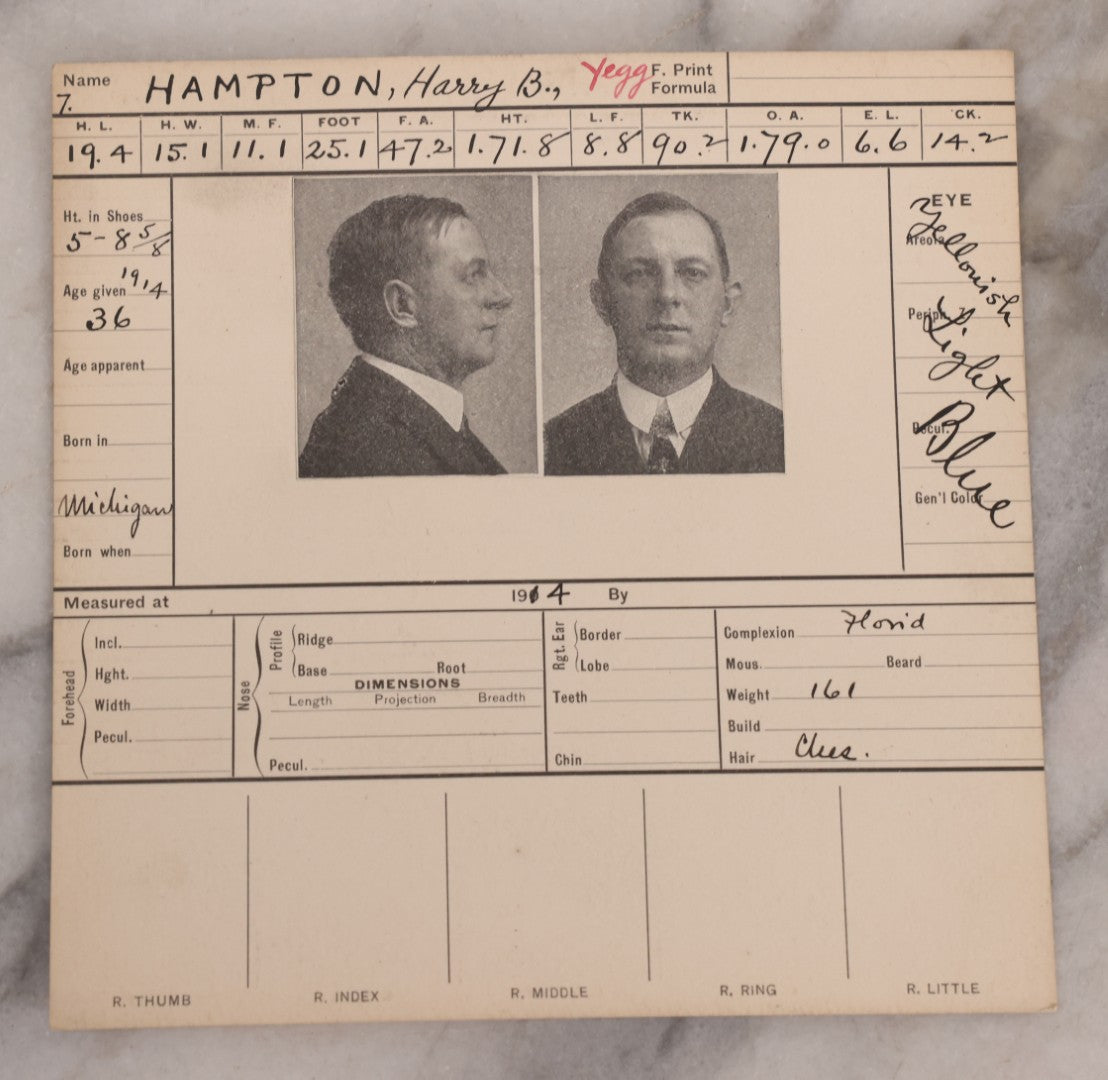 Name HAMPTON, Harry B., Yegg F. Print
7. Formula
H. L. H. W. M. F. FOOT F. A. HT. L. F. TK. O. A. E. L. CK.
19.4 15.1 11.1 25.1 47.2 1.71.8 8.8 90.2 1.79.0 6.6 14.2
Ht. in Shoes
5-8 5/8
Age given 1914
36
Age apparent
Born in
Michigan
Born when
EYE
Areola
Periph. Z
Pecul.
Gen'l Color
Yellowish
Light
Blue
Measured at 1914 By
Forehead
Incl.
Hght.
Width
Pecul.
Nose
Profile
Ridge
Base Root
DIMENSIONS
Length Projection Breadth
Pecul.
Rgt. Ear
Border
Lobe
Teeth
Chin
Complexion Florid
Mous. Beard
Weight 161
Build
Hair Ches.
R. THUMB R. INDEX R. MIDDLE R. RING R. LITTLE